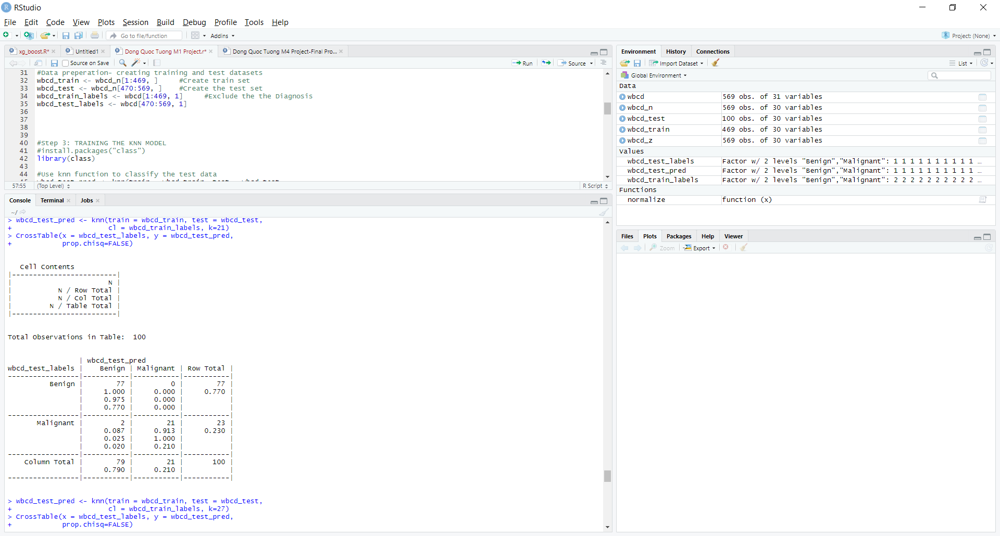 RStudio
File Edit Code View Plots Session Build Debug Profile Tools Help
Go to file/function Addins Project: (None)
xg_boost.R* Untitled1 Dong Quoc Tuong M1 Project.r* Dong Quoc Tuong M4 Project-Final Pro...
Source on Save Run Source
31 #Data preperation- creating training and test datasets
32 wbcd_train <- wbcd_n[1:469, ] #Create train set
33 wbcd_test <- wbcd_n[470:569, ] #Create the test set
34 wbcd_train_labels <- wbcd[1:469, 1] #Exclude the the Diagnosis
35 wbcd_test_labels <- wbcd[470:569, 1]
36
37
38
39
40 #Step 3: TRAINING THE KNN MODEL
41 #install.packages("class")
42 library(class)
43
44 #Use knn function to classify the test data
57:55 (Top Level) R Script
Console Terminal Jobs
~/
> wbcd_test_pred <- knn(train = wbcd_train, test = wbcd_test,
+ cl = wbcd_train_labels, k=21)
> CrossTable(x = wbcd_test_labels, y = wbcd_test_pred,
+ prop.chisq=FALSE)
Cell Contents
|-------------------------|
| N |
| N / Row Total |
| N / Col Total |
| N / Table Total |
|-------------------------|
Total Observations in Table: 100
| wbcd_test_pred
wbcd_test_labels | Benign | Malignant | Row Total |
-----------------|-----------|-----------|-----------|
Benign | 77 | 0 | 77 |
| 1.000 | 0.000 | 0.770 |
| 0.975 | 0.000 | |
| 0.770 | 0.000 | |
-----------------|-----------|-----------|-----------|
Malignant | 2 | 21 | 23 |
| 0.087 | 0.913 | 0.230 |
| 0.025 | 1.000 | |
| 0.020 | 0.210 | |
-----------------|-----------|-----------|-----------|
Column Total | 79 | 21 | 100 |
| 0.790 | 0.210 | |
-----------------|-----------|-----------|-----------|
> wbcd_test_pred <- knn(train = wbcd_train, test = wbcd_test,
+ cl = wbcd_train_labels, k=27)
> CrossTable(x = wbcd_test_labels, y = wbcd_test_pred,
+ prop.chisq=FALSE)
Environment History Connections
Import Dataset List
Global Environment
Data
wbcd 569 obs. of 31 variables
wbcd_n 569 obs. of 30 variables
wbcd_test 100 obs. of 30 variables
wbcd_train 469 obs. of 30 variables
wbcd_z 569 obs. of 30 variables
Values
wbcd_test_labels Factor w/ 2 levels "Benign","Malignant": 1 1 1 1 1 1 1 1 1 1 …
wbcd_test_pred Factor w/ 2 levels "Benign","Malignant": 1 1 1 1 1 1 1 1 1 1 …
wbcd_train_labels Factor w/ 2 levels "Benign","Malignant": 2 2 2 2 2 2 2 2 2 2 …
Functions
normalize function (x)
Files Plots Packages Help Viewer
Zoom Export